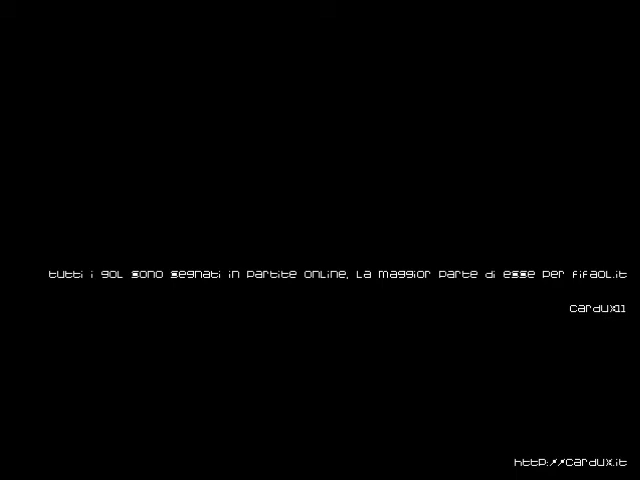 tutti i gol sono segnati in partite online, la maggior parte di esse per fifaol.it
cardux11
http://cardux.it